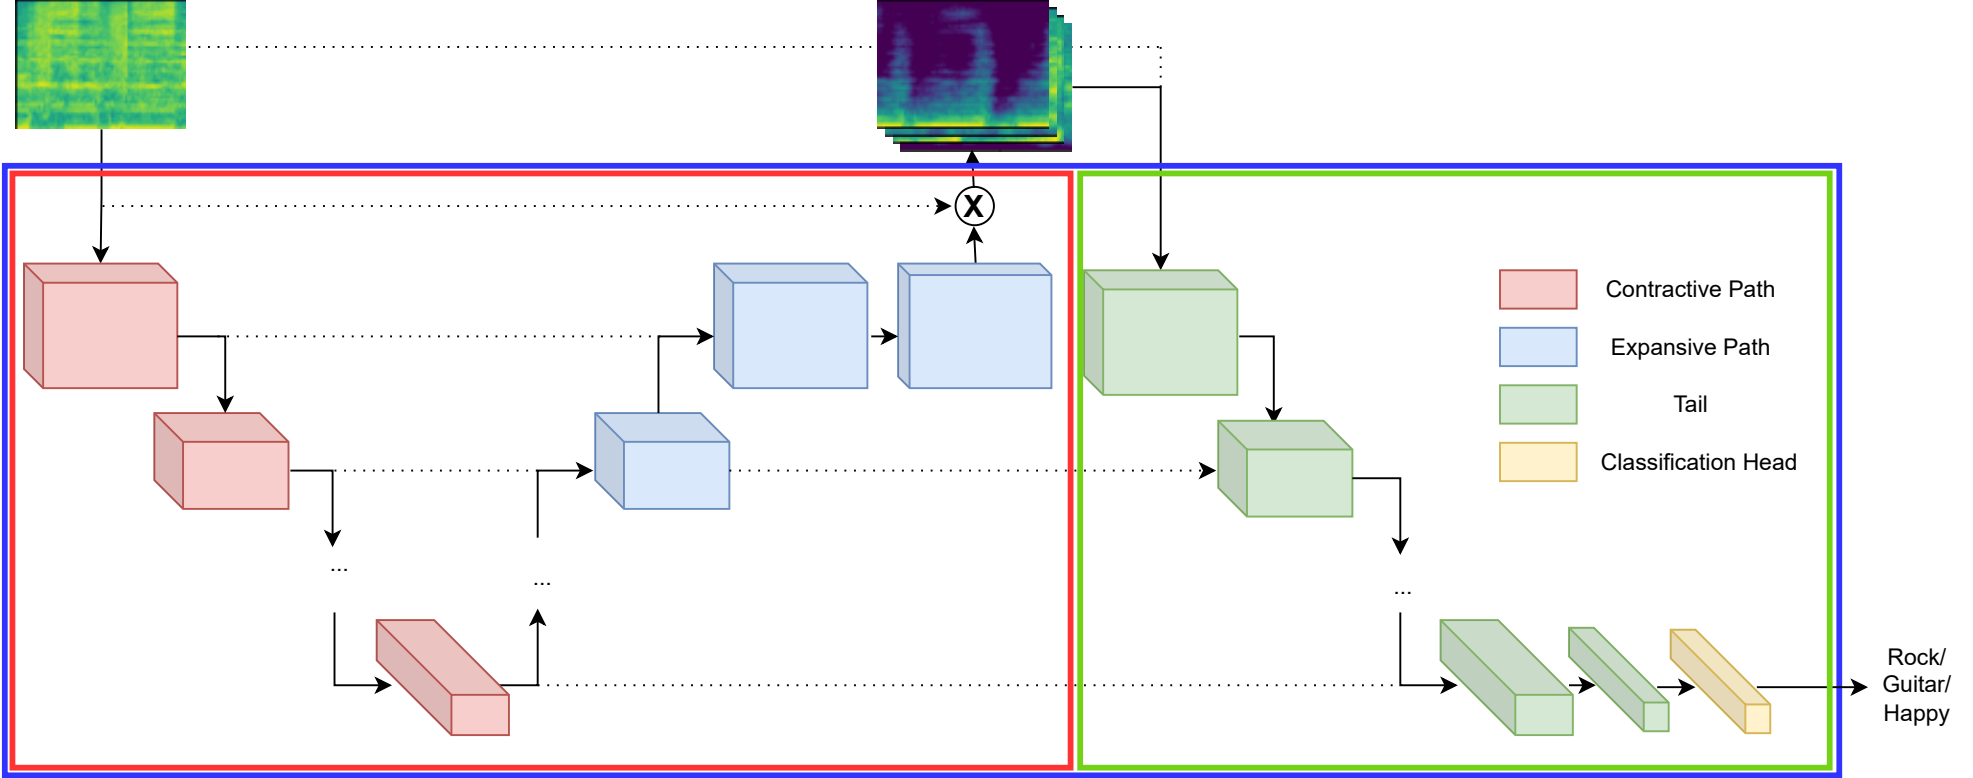 X
Contractive Path
Expansive Path
Tail
Classification Head
...
...
...
Rock/
Guitar/
Happy